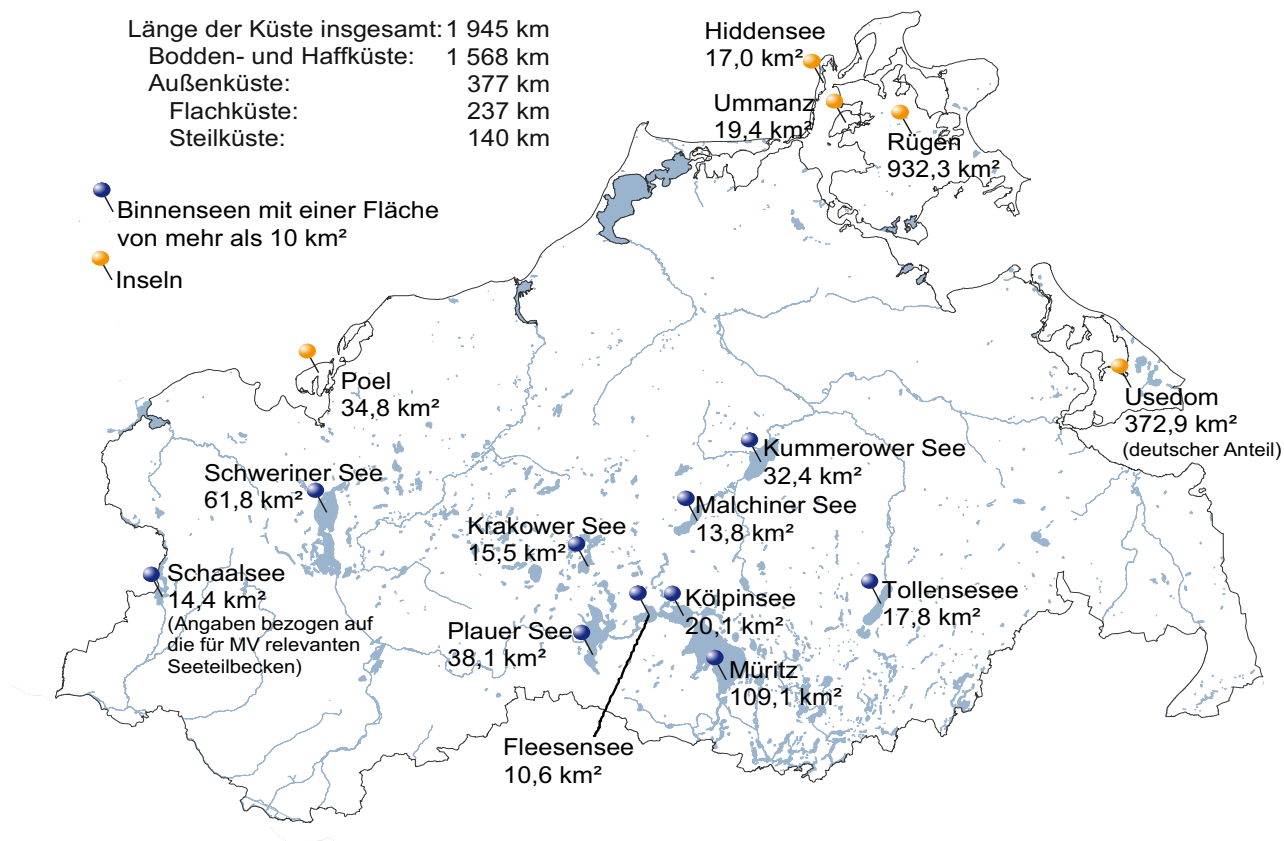 Länge der Küste insgesamt: 1 945 km
Bodden- und Haffküste: 1 568 km
Außenküste: 377 km
Flachküste: 237 km
Steilküste: 140 km
Binnenseen mit einer Fläche
von mehr als 10 km²
Inseln
Hiddensee
17,0 km²
Ummanz
19,4 km²
Rügen
932,3 km²
Poel
34,8 km²
Usedom
372,9 km²
(deutscher Anteil)
Kummerower See
32,4 km²
Schweriner See
61,8 km²
Malchiner See
13,8 km²
Krakower See
15,5 km²
Schaalsee
14,4 km²
(Angaben bezogen auf
die für MV relevanten
Seeteilbecken)
Kölpinsee
20,1 km²
Tollensesee
17,8 km²
Plauer See
38,1 km²
Müritz
109,1 km²
Fleesensee
10,6 km²